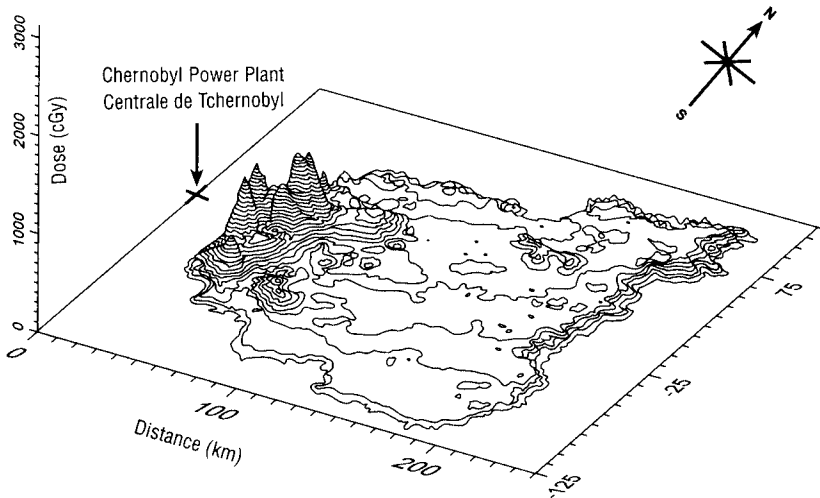 3000
2000
1000
0
Dose (cGy)
Chernobyl Power Plant
Centrale de Tchernobyl
N
S
0
100
200
Distance (km)
-125
-25
75